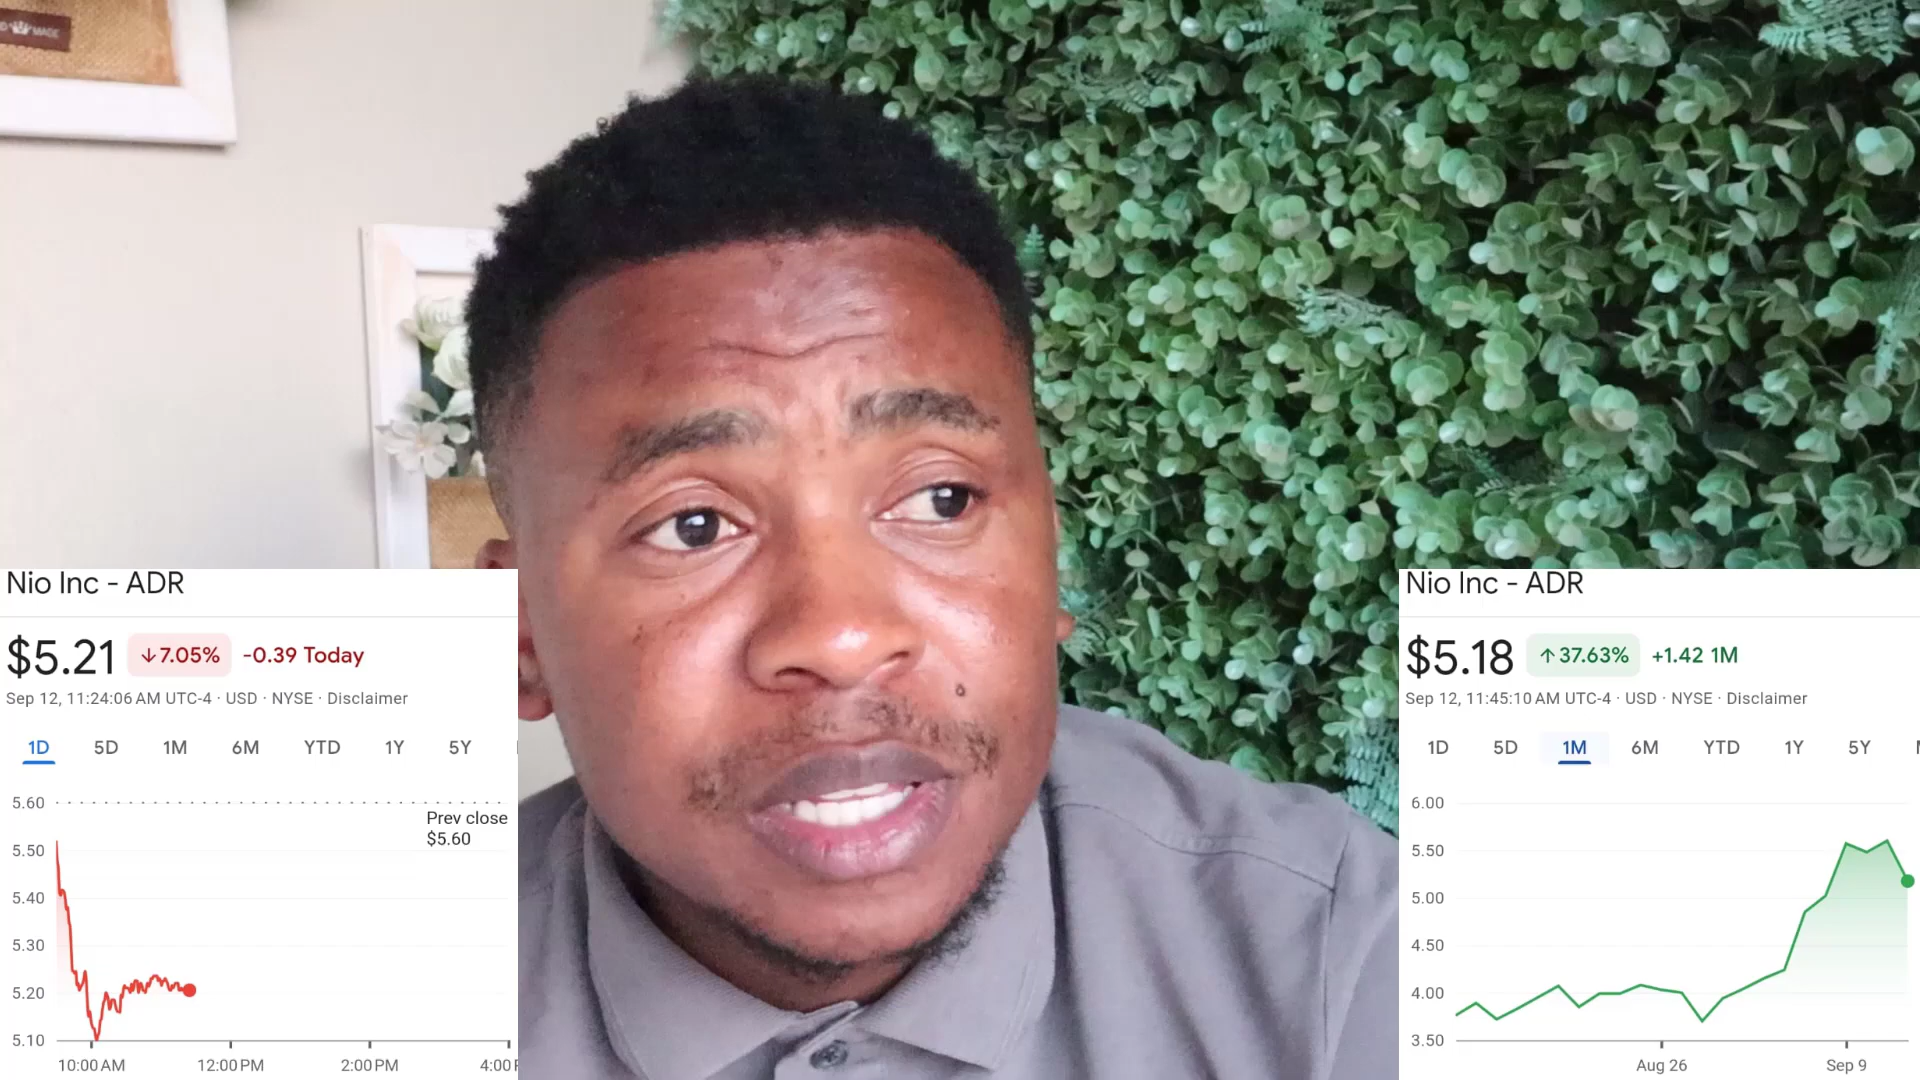 MADE
Nio Inc - ADR
$5.21 ↓7.05% -0.39 Today
Sep 12, 11:24:06 AM UTC-4 · USD · NYSE · Disclaimer
1D 5D 1M 6M YTD 1Y 5Y
5.60
Prev close
$5.60
5.50
5.40
5.30
5.20
5.10
10:00 AM 12:00 PM 2:00 PM 4:00
Nio Inc - ADR
$5.18 ↑37.63% +1.42 1M
Sep 12, 11:45:10 AM UTC-4 · USD · NYSE · Disclaimer
1D 5D 1M 6M YTD 1Y 5Y
6.00
5.50
5.00
4.50
4.00
3.50
Aug 26 Sep 9